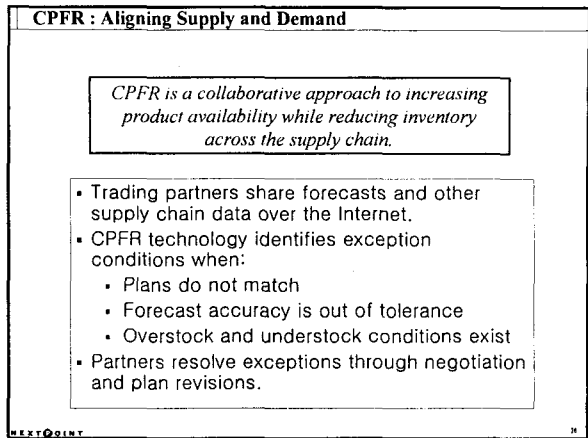 CPFR : Aligning Supply and Demand
CPFR is a collaborative approach to increasing
product availability while reducing inventory
across the supply chain.
▪ Trading partners share forecasts and other
supply chain data over the Internet.
▪ CPFR technology identifies exception
conditions when:
▪ Plans do not match
▪ Forecast accuracy is out of tolerance
▪ Overstock and understock conditions exist
▪ Partners resolve exceptions through negotiation
and plan revisions.
NEXTPOINT